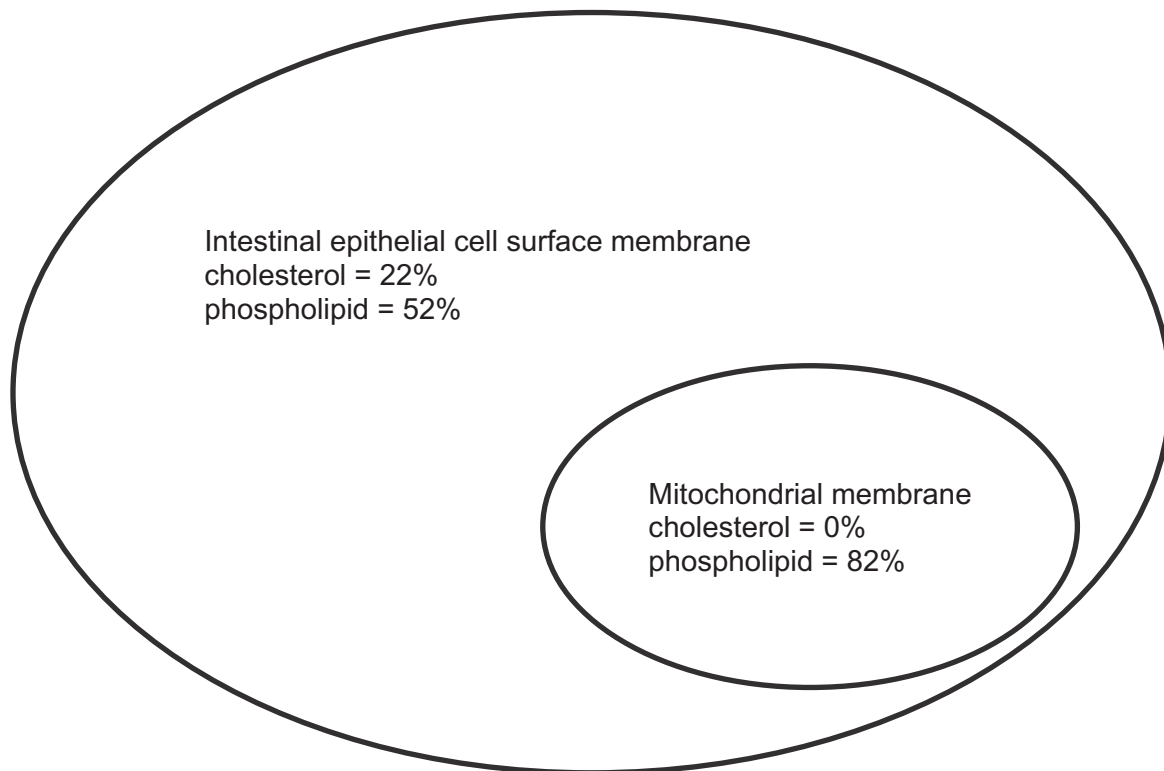 Intestinal epithelial cell surface membrane
cholesterol = 22%
phospholipid = 52%
Mitochondrial membrane
cholesterol = 0%
phospholipid = 82%